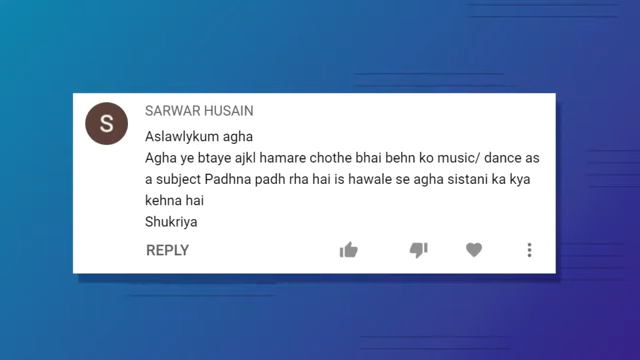 S
SARWAR HUSAIN
Aslawlykum agha
Agha ye btaye ajkl hamare chothe bhai behn ko music/ dance as
a subject Padhna padh rha hai is hawale se agha sistani ka kya
kehna hai
Shukriya
REPLY